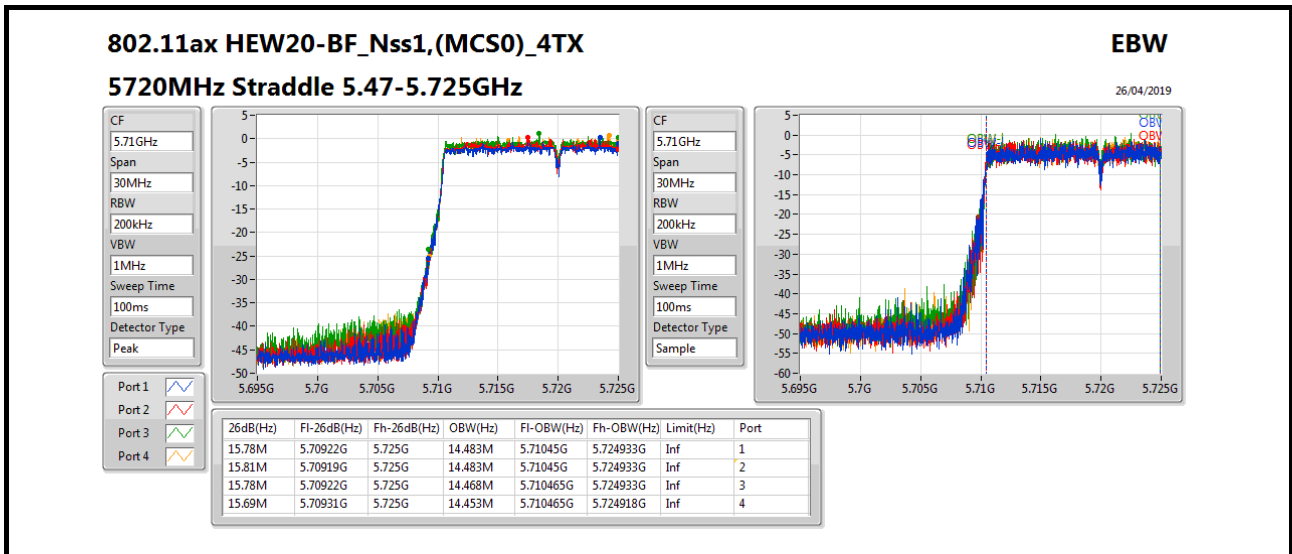 802.11ax HEW20-BF_Nss1,(MCS0)_4TX
EBW
5720MHz Straddle 5.47-5.725GHz
26/04/2019
CF
5.71GHz
Span
30MHz
RBW
200kHz
VBW
1MHz
Sweep Time
100ms
Detector Type
Peak
5
0
-5
-10
-15
-20
-25
-30
-35
-40
-45
-50
5.695G 5.7G 5.705G 5.71G 5.715G 5.72G 5.725G
CF
5.71GHz
Span
30MHz
RBW
200kHz
VBW
1MHz
Sweep Time
100ms
Detector Type
Sample
5
0
-5
-10
-15
-20
-25
-30
-35
-40
-45
-50
-55
-60
5.695G 5.7G 5.705G 5.71G 5.715G 5.72G 5.725G
Port 1
Port 2
Port 3
Port 4
26dB(Hz) Fl-26dB(Hz) Fh-26dB(Hz) OBW(Hz) Fl-OBW(Hz) Fh-OBW(Hz) Limit(Hz) Port
15.78M 5.70922G 5.725G 14.483M 5.71045G 5.724933G Inf 1
15.81M 5.70919G 5.725G 14.483M 5.71045G 5.724933G Inf 2
15.78M 5.70922G 5.725G 14.468M 5.710465G 5.724933G Inf 3
15.69M 5.70931G 5.725G 14.453M 5.710465G 5.724918G Inf 4